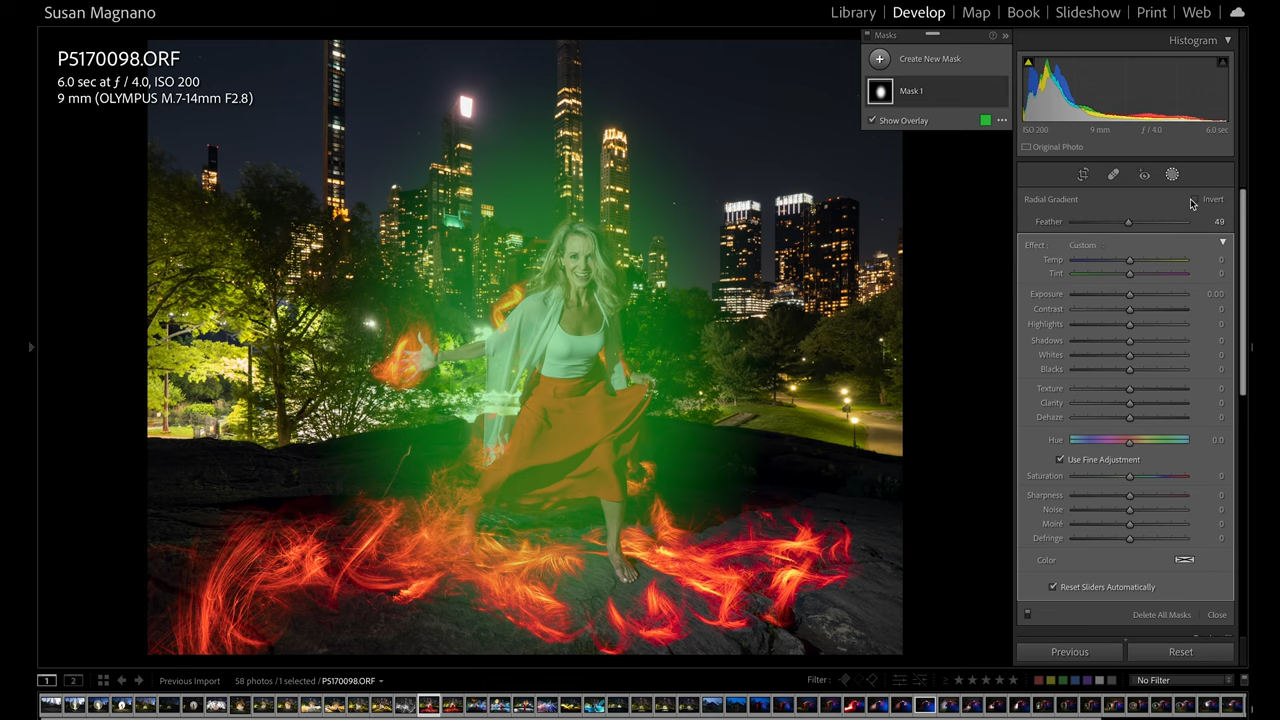 Susan Magnano
Library | Develop | Map | Book | Slideshow | Print | Web
P5170098.ORF
6.0 sec at ƒ / 4.0, ISO 200
9 mm (OLYMPUS M.7-14mm F2.8)
Masks
Create New Mask
Mask 1
Show Overlay
Histogram
ISO 200 9 mm ƒ / 4.0 6.0 sec
Original Photo
Radial Gradient Invert
Feather 49
Effect : Custom
Temp 0
Tint 0
Exposure 0.00
Contrast 0
Highlights 0
Shadows 0
Whites 0
Blacks 0
Texture 0
Clarity 0
Dehaze 0
Hue 0.0
Use Fine Adjustment
Saturation 0
Sharpness 0
Noise 0
Moiré 0
Defringe 0
Color
Reset Sliders Automatically
Delete All Masks Close
Previous Reset
1 2 Previous Import 58 photos / 1 selected / P5170098.ORF Filter : No Filter